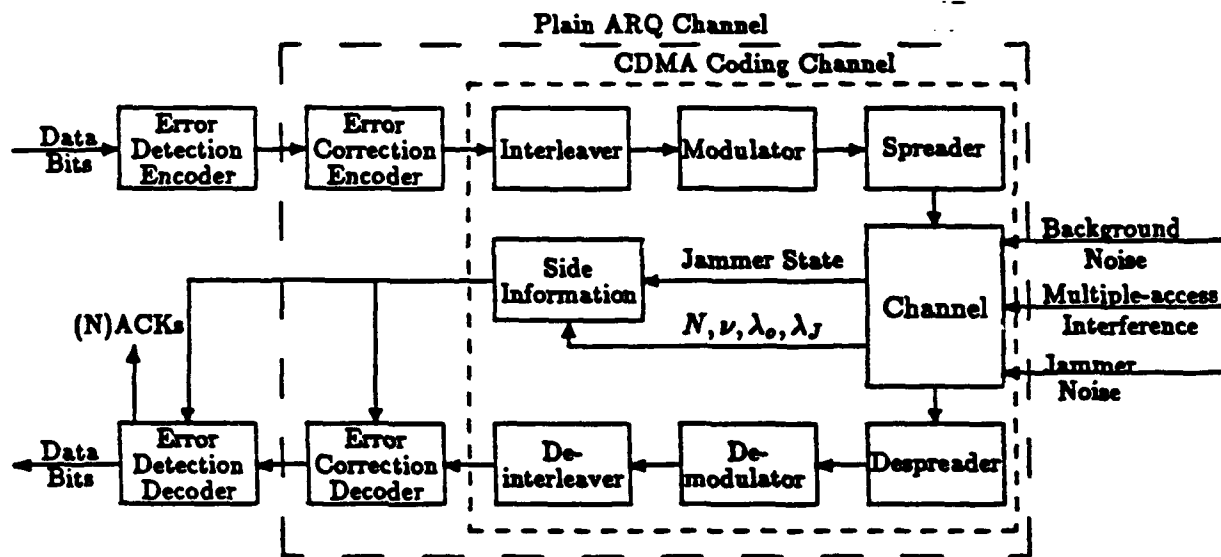 Plain ARQ Channel
CDMA Coding Channel
Data
Bits
Error
Detection
Encoder
Error
Correction
Encoder
Interleaver
Modulator
Spreader
Background
Noise
Side
Information
Jammer State
Channel
Multiple-access
Interference
(N)ACKs
N, ν, λ₀, λ_J
Jammer
Noise
Data
Bits
Error
Detection
Decoder
Error
Correction
Decoder
De-
interleaver
De-
modulator
Despreader